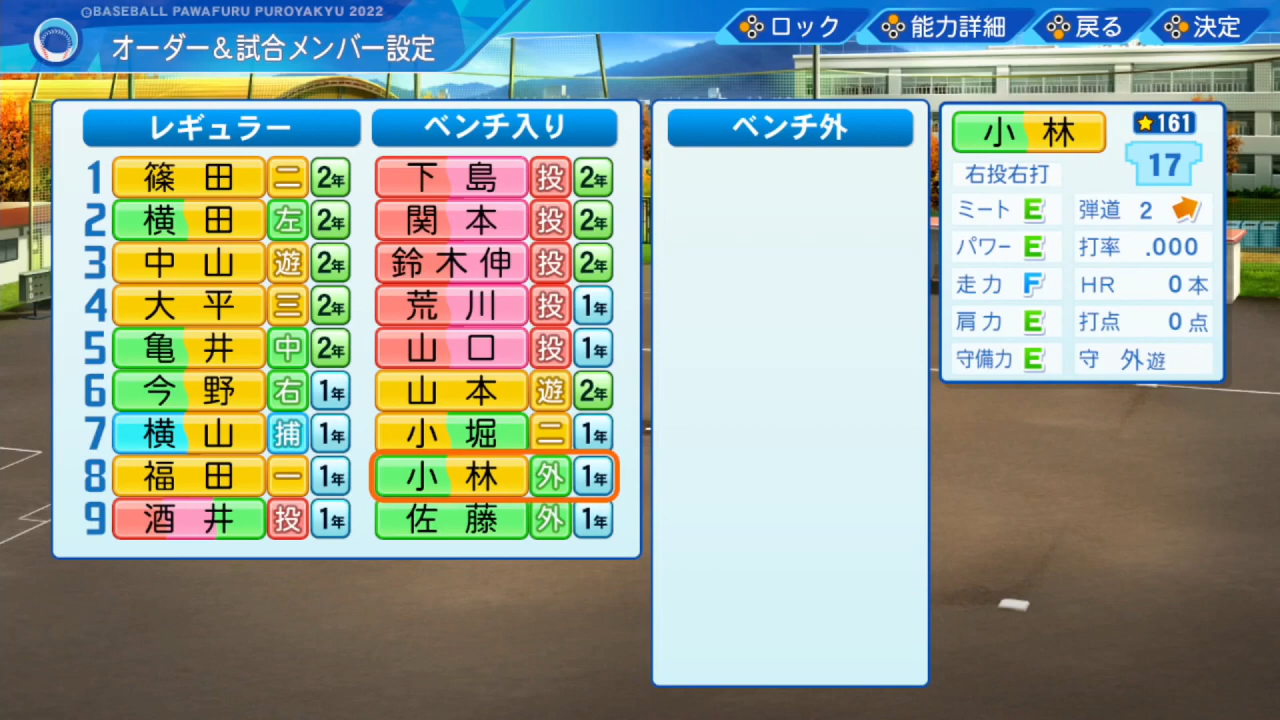 ©BASEBALL PAWAFURU PUROYAKYU 2022
オーダー＆試合メンバー設定
ロック 能力詳細 戻る 決定
レギュラー
1 篠田 二 2年
2 横田 左 2年
3 中山 遊 2年
4 大平 三 2年
5 亀井 中 2年
6 今野 右 1年
7 横山 捕 1年
8 福田 一 1年
9 酒井 投 1年
ベンチ入り
下島 投 2年
関本 投 2年
鈴木伸 投 2年
荒川 投 1年
山口 投 1年
山本 遊 2年
小堀 二 1年
小林 外 1年
佐藤 外 1年
ベンチ外
小林 ★161
右投右打 17
ミート E 弾道 2
パワー E 打率 .000
走力 F HR 0本
肩力 E 打点 0点
守備力 E 守 外遊